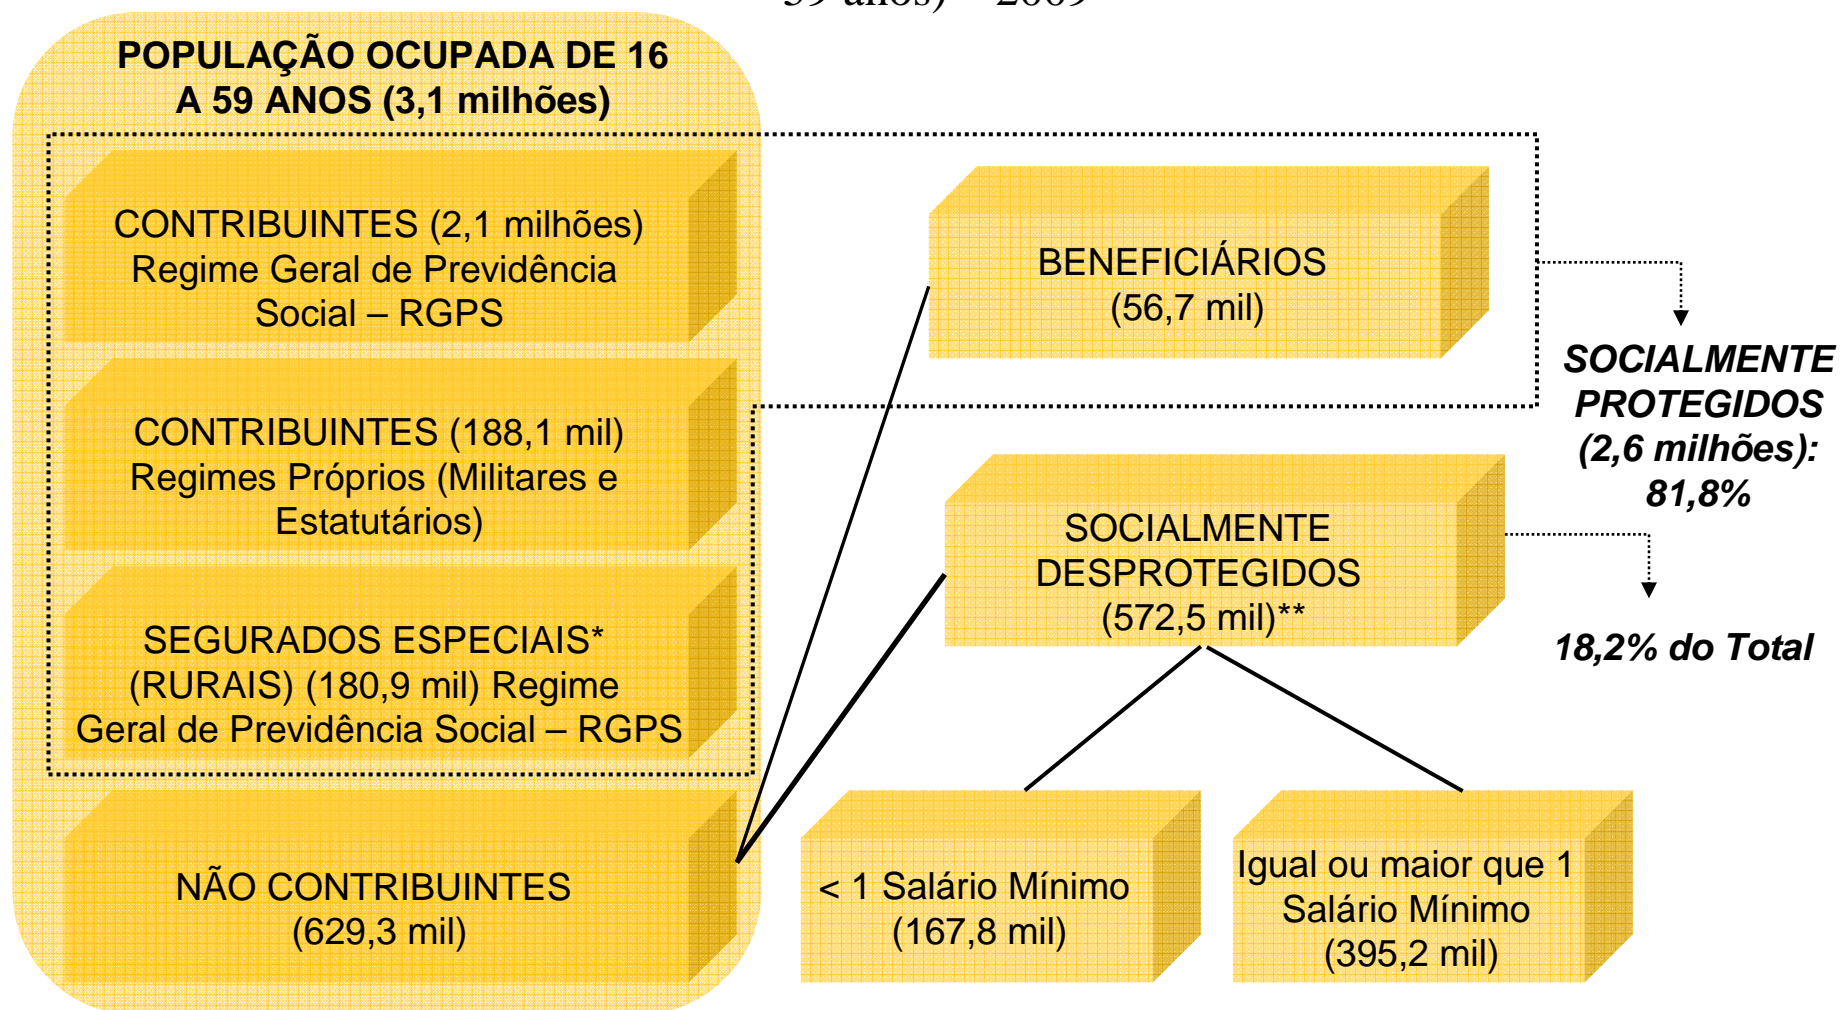 59 anos) – 2009
POPULAÇÃO OCUPADA DE 16
A 59 ANOS (3,1 milhões)
CONTRIBUINTES (2,1 milhões)
Regime Geral de Previdência
Social – RGPS
CONTRIBUINTES (188,1 mil)
Regimes Próprios (Militares e
Estatutários)
SEGURADOS ESPECIAIS*
(RURAIS) (180,9 mil) Regime
Geral de Previdência Social – RGPS
NÃO CONTRIBUINTES
(629,3 mil)
BENEFICIÁRIOS
(56,7 mil)
SOCIALMENTE
DESPROTEGIDOS
(572,5 mil)**
< 1 Salário Mínimo
(167,8 mil)
Igual ou maior que 1
Salário Mínimo
(395,2 mil)
SOCIALMENTE
PROTEGIDOS
(2,6 milhões):
81,8%
18,2% do Total